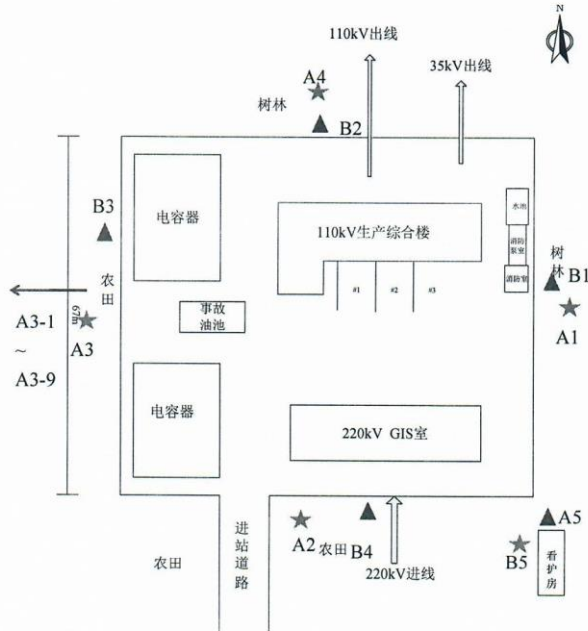 N
110kV出线
35kV出线
A4
树林
B2
电容器
B3
110kV生产综合楼
水池
消防
泵室
消防室
树林
B1
A1
农田
#1
#2
#3
事故
油池
67m
A3
A3-1
~
A3-9
电容器
220kV GIS室
进站道路
A2
农田
B4
220kV进线
农田
A5
B5
看护房